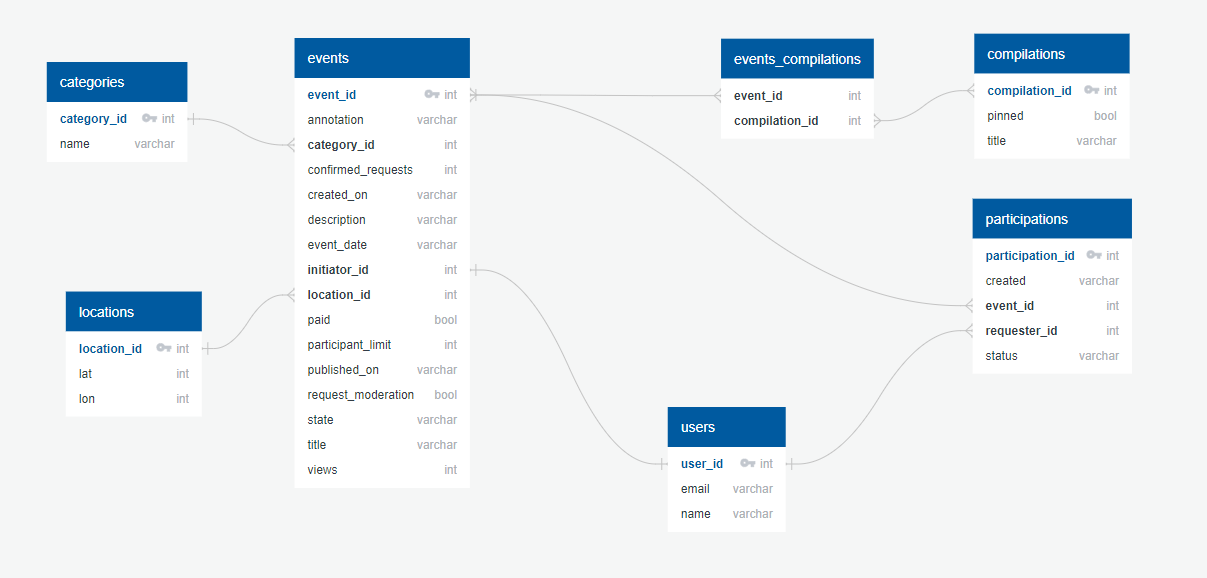 categories
category_id int
name varchar
events
event_id int
annotation varchar
category_id int
confirmed_requests int
created_on varchar
description varchar
event_date varchar
initiator_id int
location_id int
paid bool
participant_limit int
published_on varchar
request_moderation bool
state varchar
title varchar
views int
locations
location_id int
lat int
lon int
events_compilations
event_id int
compilation_id int
compilations
compilation_id int
pinned bool
title varchar
participations
participation_id int
created varchar
event_id int
requester_id int
status varchar
users
user_id int
email varchar
name varchar